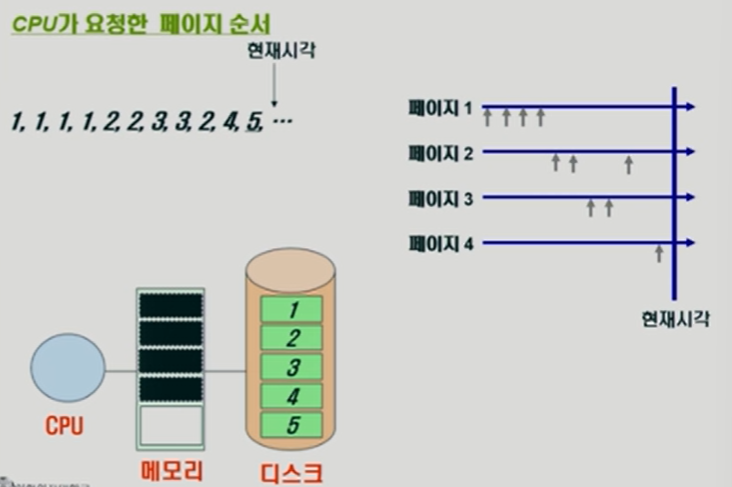 CPU가 요청한 페이지 순서
현재시각
1, 1, 1, 1, 2, 2, 3, 3, 2, 4, 5, ···
페이지 1
페이지 2
페이지 3
페이지 4
현재시각
1
2
3
4
5
CPU
메모리
디스크